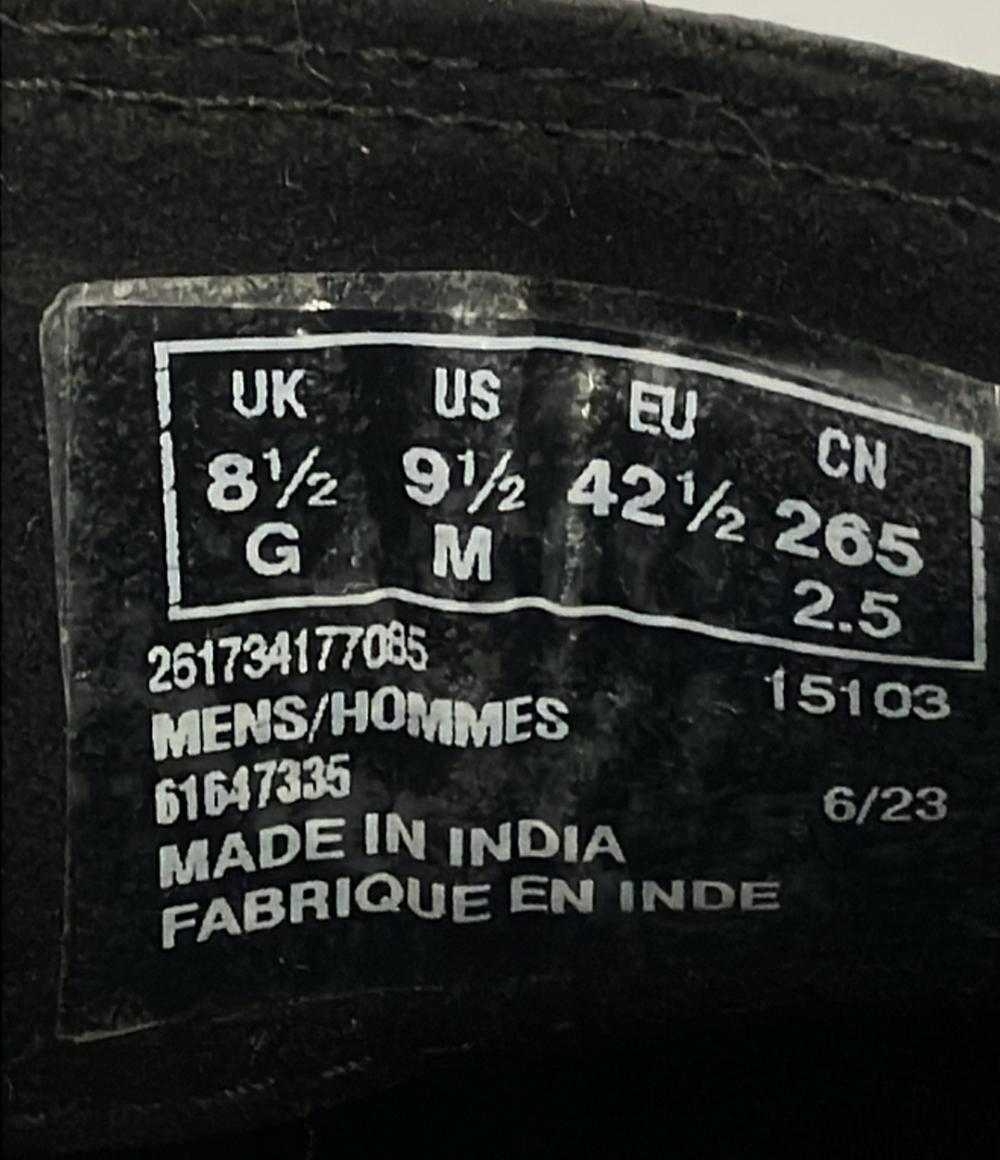 UK US EU CN
8½ 9½ 42½ 265
G M 2.5
261734177085 15103
MENS/HOMMES
61647335 6/23
MADE IN INDIA
FABRIQUE EN INDE